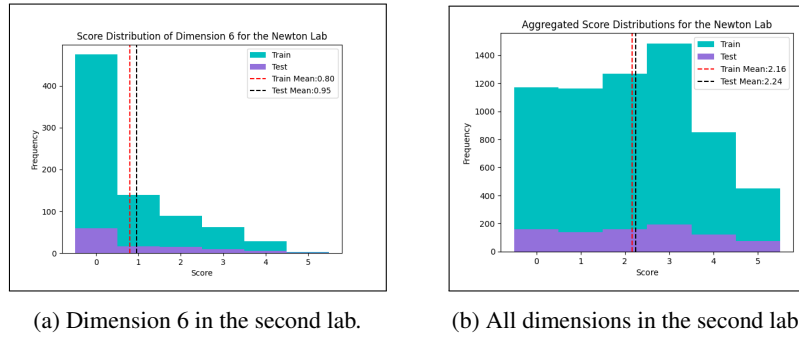 Score Distribution of Dimension 6 for the Newton Lab
Train
Test
Train Mean:0.80
Test Mean:0.95
Frequency
400
300
200
100
0
0 1 2 3 4 5
Score
Aggregated Score Distributions for the Newton Lab
Train
Test
Train Mean:2.16
Test Mean:2.24
Frequency
1400
1200
1000
800
600
400
200
0
0 1 2 3 4 5
Score
(a) Dimension 6 in the second lab.
(b) All dimensions in the second lab